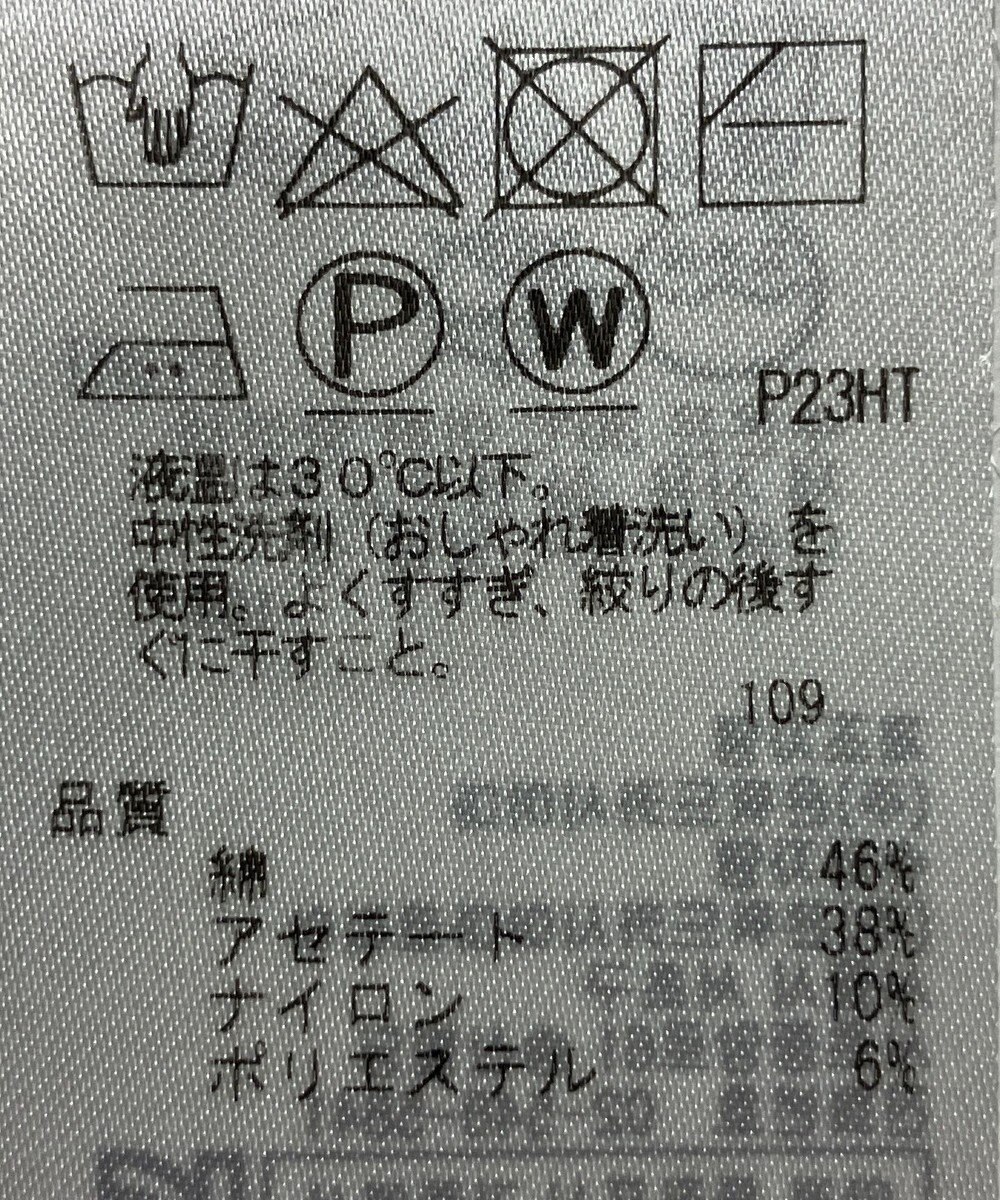 P W
P23HT
液温は30℃以下。
中性洗剤(おしゃれ着洗い)を
使用。よくすすぎ、絞りの後す
ぐに干すこと。
109
品質
綿 46%
アセテート 38%
ナイロン 10%
ポリエステル 6%